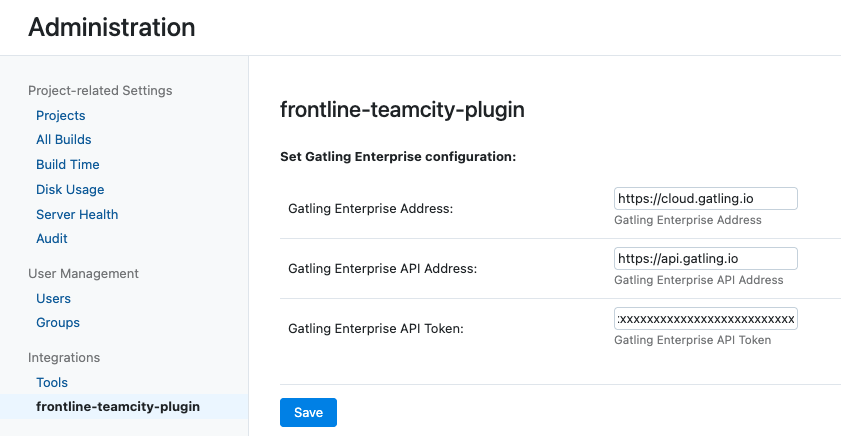 Administration
Project-related Settings
Projects
All Builds
Build Time
Disk Usage
Server Health
Audit
User Management
Users
Groups
Integrations
Tools
frontline-teamcity-plugin
frontline-teamcity-plugin
Set Gatling Enterprise configuration:
Gatling Enterprise Address:
https://cloud.gatling.io
Gatling Enterprise Address
Gatling Enterprise API Address:
https://api.gatling.io
Gatling Enterprise API Address
Gatling Enterprise API Token:
:xxxxxxxxxxxxxxxxxxxxxxxxxx
Gatling Enterprise API Token
Save